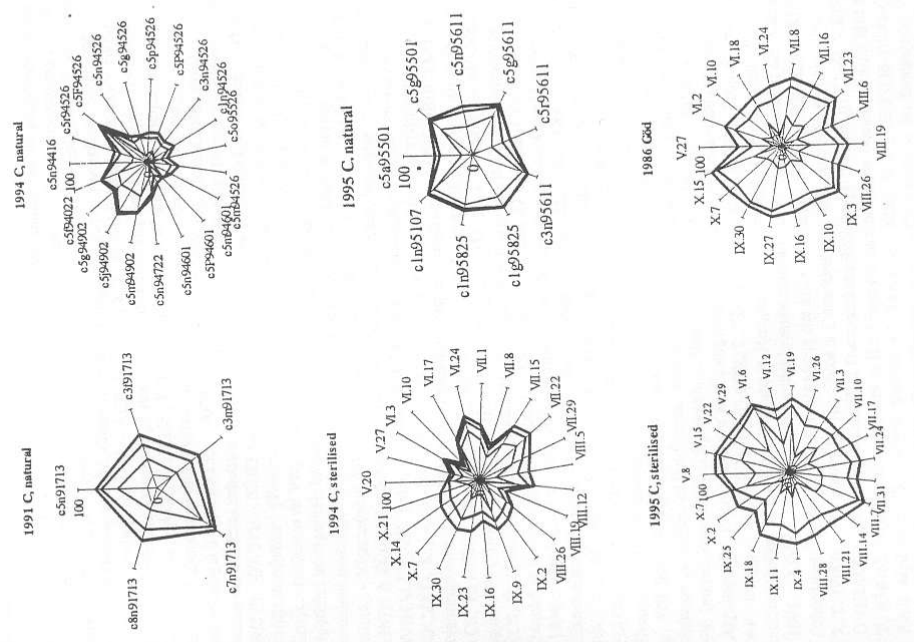 1991 C, natural
c5n91713
100
c3f91713
c3m91713
c7n91713
c8n91713
0
1994 C, natural
c5n94416
100
c5r94526
c5F94526
c5n94526
c5g94526
c5p94526
c5P94526
c3n94526
c1n94526
c5o95526
c5m94601
c5P94601
c5n94601
c5n94722
c5m94902
c5j94902
c5g94902
c5f94022
1994 C, sterilised
V.20
100
V.27
VI.3
VI.10
VI.17
VI.24
VII.1
VII.8
VII.15
VII.22
VII.29
VIII.5
VIII.12
VIII.19
VIII.26
IX.2
IX.9
IX.16
IX.23
IX.30
X.7
X.14
X.21
1995 C, natural
c5a95501
100
c5g95501
c5n95611
c5g95611
c5r95611
c3n95611
c1g95825
c1n95825
c1n95107
0
1995 C, sterilised
V.8
100
V.15
V.22
V.29
VI.6
VI.12
VI.19
VI.26
VII.3
VII.10
VII.17
VII.24
VII.31
VIII.7
VIII.14
VIII.21
VIII.28
IX.4
IX.11
IX.18
IX.25
X.2
X.7
1986 Göd
V.27
100
VI.2
VI.10
VI.18
VI.24
VII.8
VII.16
VII.23
VIII.6
VIII.19
VIII.26
IX.3
IX.10
IX.16
IX.27
IX.30
X.7
X.15